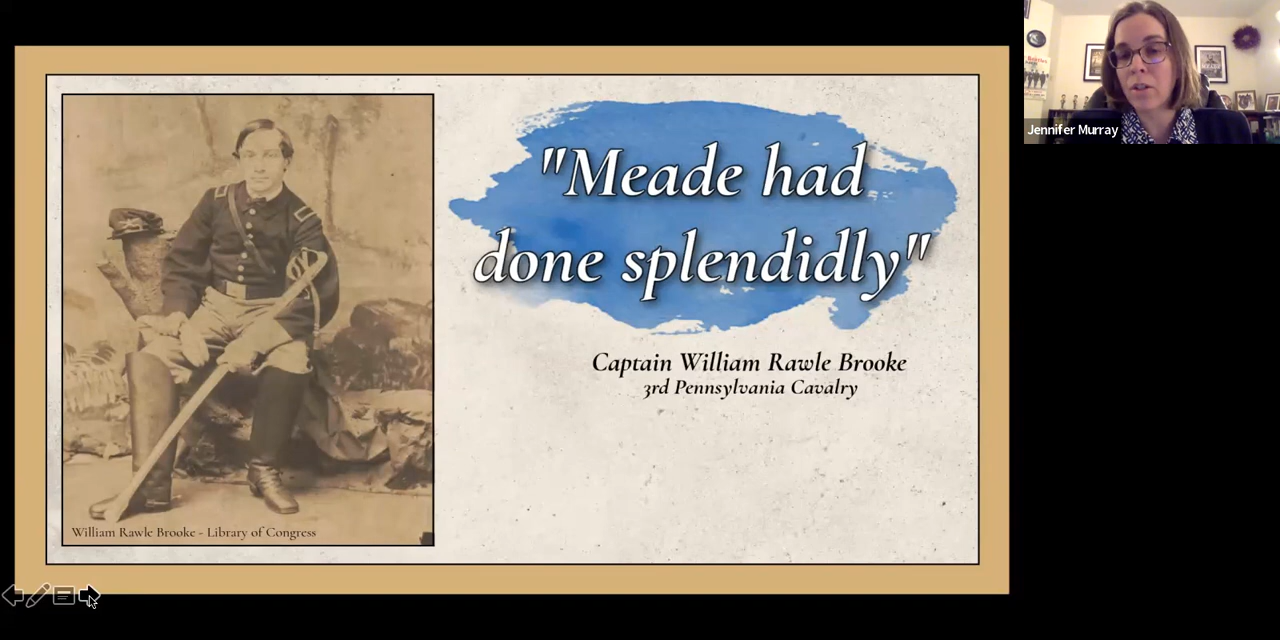 "Meade had
done splendidly"
Captain William Rawle Brooke
3rd Pennsylvania Cavalry
William Rawle Brooke - Library of Congress
Jennifer Murray